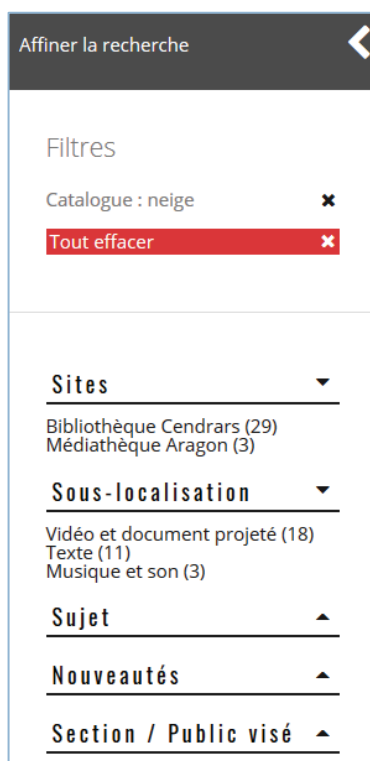 Affiner la recherche
Filtres
Catalogue : neige
Tout effacer
Sites
Bibliothèque Cendrars (29)
Médiathèque Aragon (3)
Sous-localisation
Vidéo et document projeté (18)
Texte (11)
Musique et son (3)
Sujet
Nouveautés
Section / Public visé